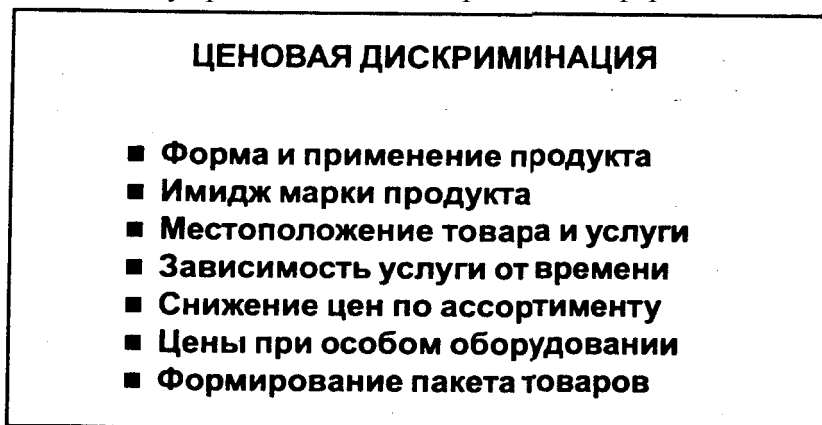 ЦЕНОВАЯ ДИСКРИМИНАЦИЯ
■ Форма и применение продукта
■ Имидж марки продукта
■ Местоположение товара и услуги
■ Зависимость услуги от времени
■ Снижение цен по ассортименту
■ Цены при особом оборудовании
■ Формирование пакета товаров